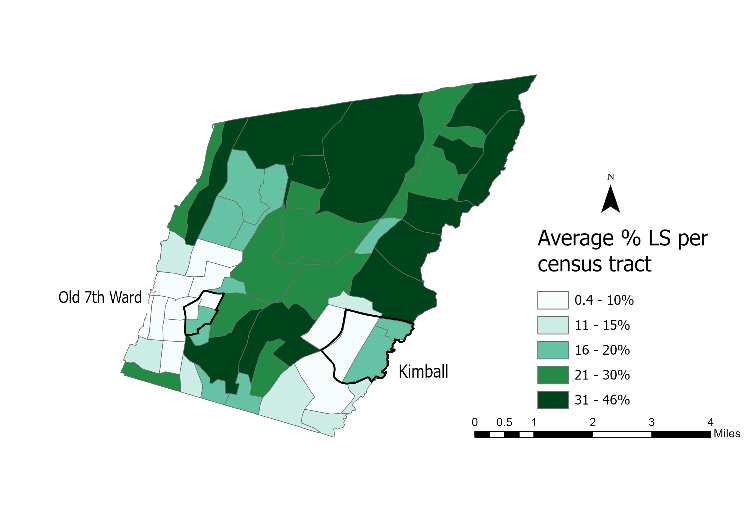 N
Average % LS per
census tract
Old 7th Ward
0.4 - 10%
11 - 15%
16 - 20%
21 - 30%
31 - 46%
Kimball
0 0.5 1 2 3 4
Miles